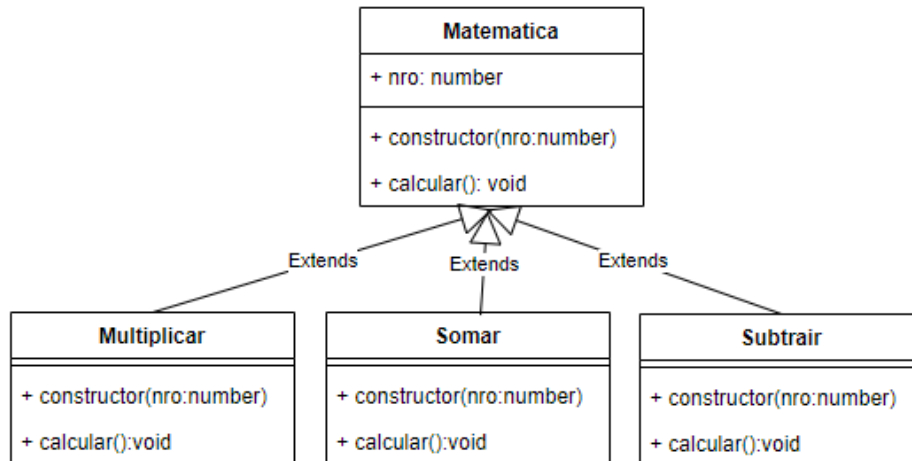 Matematica
+ nro: number
+ constructor(nro:number)
+ calcular(): void
Extends
Extends
Extends
Multiplicar
+ constructor(nro:number)
+ calcular():void
Somar
+ constructor(nro:number)
+ calcular():void
Subtrair
+ constructor(nro:number)
+ calcular():void